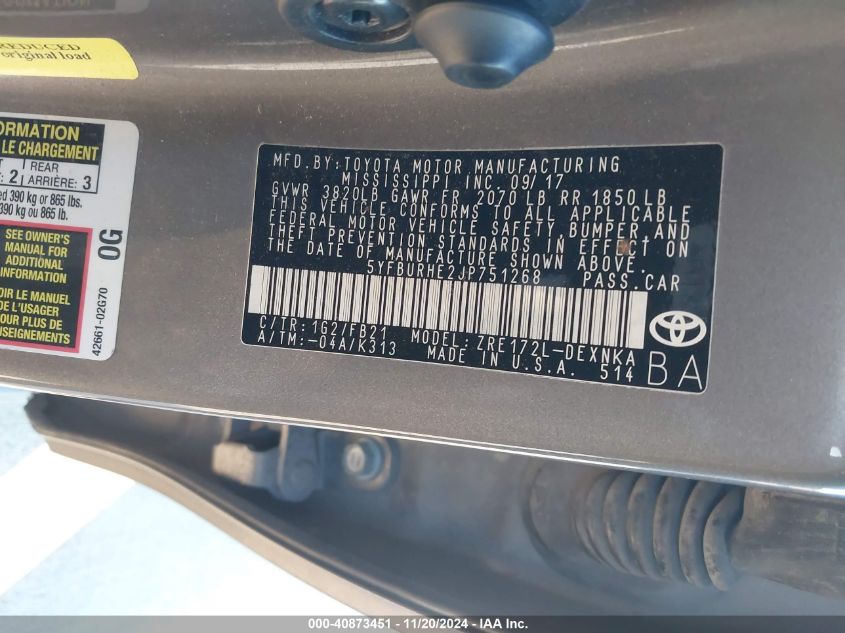 REDUCED
original load
ORMATION
LE CHARGEMENT
2 REAR
ARRIÈRE: 3
ed 390 kg or 865 lbs.
390 kg ou 865 lb.
SEE OWNER'S
MANUAL FOR
ADDITIONAL
INFORMATION
OIR LE MANUEL
DE L'USAGER
POUR PLUS DE
ENSEIGNEMENTS
0G
42661-02G70
MFD. BY: TOYOTA MOTOR MANUFACTURING
MISSISSIPPI, INC. 09/17
GVWR 3820LB GAWR FR 2070 LB RR 1850 LB
THIS VEHICLE CONFORMS TO ALL APPLICABLE
FEDERAL MOTOR VEHICLE SAFETY, BUMPER, AND
THEFT PREVENTION STANDARDS IN EFFECT ON
THE DATE OF MANUFACTURE SHOWN ABOVE.
5YFBURHE2JP751268 PASS.CAR
C/TR: 1G2/FB21 MODEL: ZRE172L-DEXNKA
A/TM:-04A/K313 MADE IN U.S.A. 514
BA
000-40873451 - 11/20/2024 - IAA Inc.